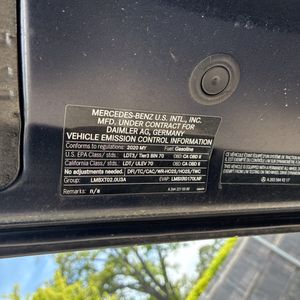 MERCEDES-BENZ U.S. INTL., INC.
MFD. UNDER CONTRACT FOR
DAIMLER AG, GERMANY
VEHICLE EMISSION CONTROL INFORMATION
Conforms to regulations: 2020 MY Fuel: Gasoline
U.S. EPA Class / stds: LDT3 / Tier3 BIN 70 OBD: CA OBD II
California Class / stds: LDT/ ULEV 70 OBD: CA OBD II
No adjustments needed.
Group: EVAP:
Remarks: n/a